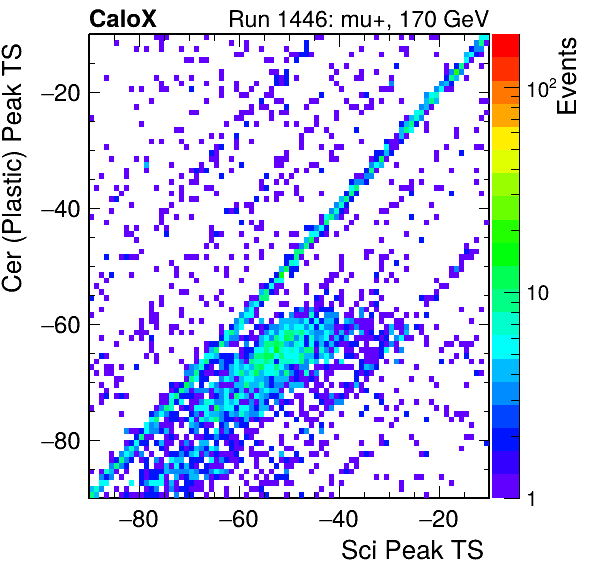 CaloX Run 1446: mu+, 170 GeV
Cer (Plastic) Peak TS
−20
−40
−60
−80
−80 −60 −40 −20
Sci Peak TS
Events
10²
10
1